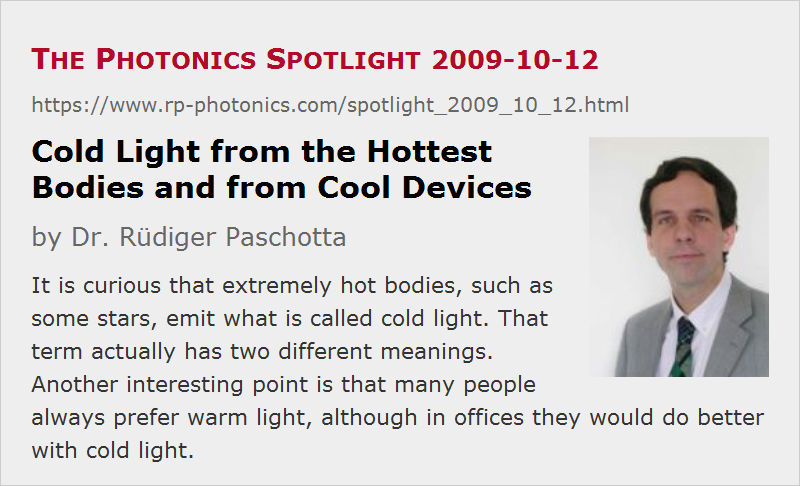 The Photonics Spotlight 2009-10-12
https://www.rp-photonics.com/spotlight_2009_10_12.html
Cold Light from the Hottest
Bodies and from Cool Devices
by Dr. Rüdiger Paschotta
It is curious that extremely hot bodies, such as
some stars, emit what is called cold light. That
term actually has two different meanings.
Another interesting point is that many people
always prefer warm light, although in offices they would do better
with cold light.